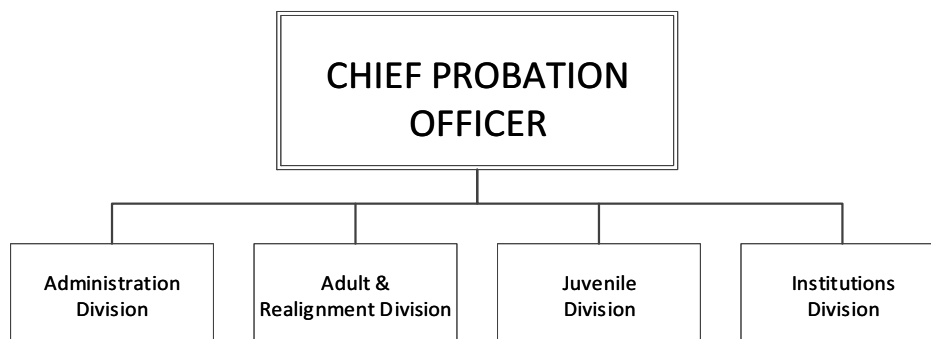 CHIEF PROBATION
OFFICER
Administration
Division
Adult &
Realignment Division
Juvenile
Division
Institutions
Division